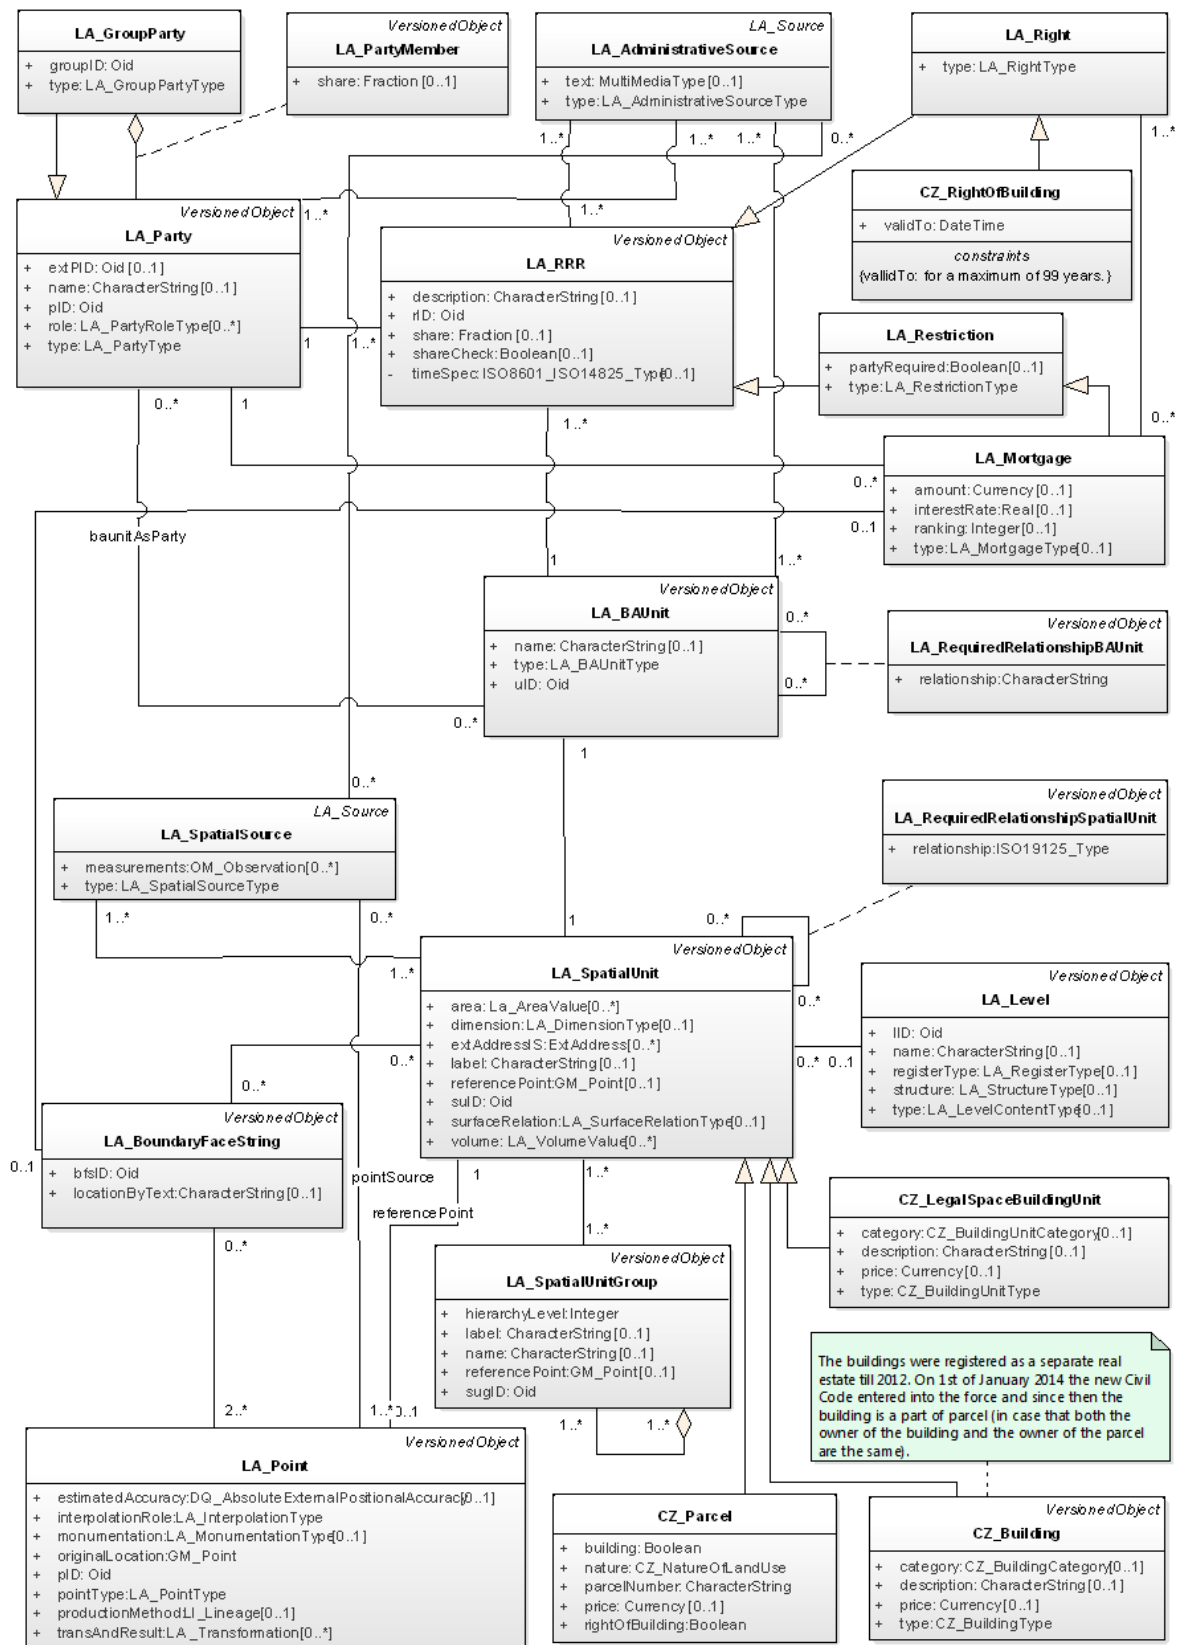 LA_GroupParty
+ groupID: Oid
+ type: LA_GroupPartyType
VersionedObject
LA_PartyMember
+ share: Fraction [0..1]
LA_Source
LA_AdministrativeSource
+ text: MultiMediaType[0..1]
+ type: LA_AdministrativeSourceType
LA_Right
+ type: LA_RightType
1..*
1..*
1..*
0..*
1..*
CZ_RightOfBuilding
+ validTo: DateTime
constraints
{vallidTo: for a maximum of 99 years.}
VersionedObject
LA_Party
+ extPID: Oid [0..1]
+ name: CharacterString[0..1]
+ pID: Oid
+ role: LA_PartyRoleType[0..*]
+ type: LA_PartyType
1..*
1..*
VersionedObject
LA_RRR
+ description: CharacterString[0..1]
+ rID: Oid
+ share: Fraction [0..1]
+ shareCheck: Boolean[0..1]
- timeSpec: ISO8601_ISO14825_Type[0..1]
1
1..*
LA_Restriction
+ partyRequired: Boolean[0..1]
+ type: LA_RestrictionType
0..*
1
1..*
0..*
LA_Mortgage
+ amount: Currency[0..1]
+ interestRate: Real[0..1]
+ ranking: Integer[0..1]
+ type: LA_MortgageType[0..1]
0..*
0..1
baunitAsParty
1
1..*
VersionedObject
LA_BAUnit
+ name: CharacterString[0..1]
+ type: LA_BAUnitType
+ uID: Oid
0..*
0..*
0..*
1
VersionedObject
LA_RequiredRelationshipBAUnit
+ relationship:CharacterString
0..*
LA_Source
LA_SpatialSource
+ measurements:OM_Observation[0..*]
+ type: LA_SpatialSourceType
VersionedObject
LA_RequiredRelationshipSpatialUnit
+ relationship:ISO19125_Type
1..*
0..*
1
0..*
1..*
0..*
VersionedObject
LA_SpatialUnit
+ area: La_AreaValue[0..*]
+ dimension: LA_DimensionType[0..1]
+ extAddressIS: ExtAddress[0..*]
+ label: CharacterString[0..1]
+ referencePoint:GM_Point[0..1]
+ suID: Oid
+ surfaceRelation: LA_SurfaceRelationType[0..1]
+ volume: LA_VolumeValue[0..*]
VersionedObject
LA_Level
+ lID: Oid
+ name: CharacterString[0..1]
+ registerType: LA_RegisterType[0..1]
+ structure: LA_StructureType[0..1]
+ type: LA_LevelContentType[0..1]
0..*
0..1
0..*
0..*
VersionedObject
LA_BoundaryFaceString
+ bfsID: Oid
+ locationByText:CharacterString[0..1]
0..1
pointSource
referencePoint
1
1..*
0..*
1..*
CZ_LegalSpaceBuildingUnit
+ category: CZ_BuildingUnitCategory[0..1]
+ description: CharacterString[0..1]
+ price: Currency[0..1]
+ type: CZ_BuildingUnitType
VersionedObject
LA_SpatialUnitGroup
+ hierarchyLevel: Integer
+ label: CharacterString[0..1]
+ name: CharacterString[0..1]
+ referencePoint:GM_Point[0..1]
+ sugID: Oid
The buildings were registered as a separate real
estate till 2012. On 1st of January 2014 the new Civil
Code entered into the force and since then the
building is a part of parcel (in case that both the
owner of the building and the owner of the parcel
are the same).
2..*
1..*
0..1
1..*
1..*
VersionedObject
LA_Point
+ estimatedAccuracy:DQ_AbsoluteExternalPositionalAccuracy[0..1]
+ interpolationRole: LA_InterpolationType
+ monumentation: LA_MonumentationType[0..1]
+ originalLocation:GM_Point
+ pID: Oid
+ pointType: LA_PointType
+ productionMethod:LI_Lineage[0..1]
+ transAndResult: LA_Transformation[0..*]
CZ_Parcel
+ building: Boolean
+ nature: CZ_NatureOfLandUse
+ parcelNumber: CharacterString
+ price: Currency[0..1]
+ rightOfBuilding: Boolean
VersionedObject
CZ_Building
+ category: CZ_BuildingCategory[0..1]
+ description: CharacterString[0..1]
+ price: Currency[0..1]
+ type: CZ_BuildingType